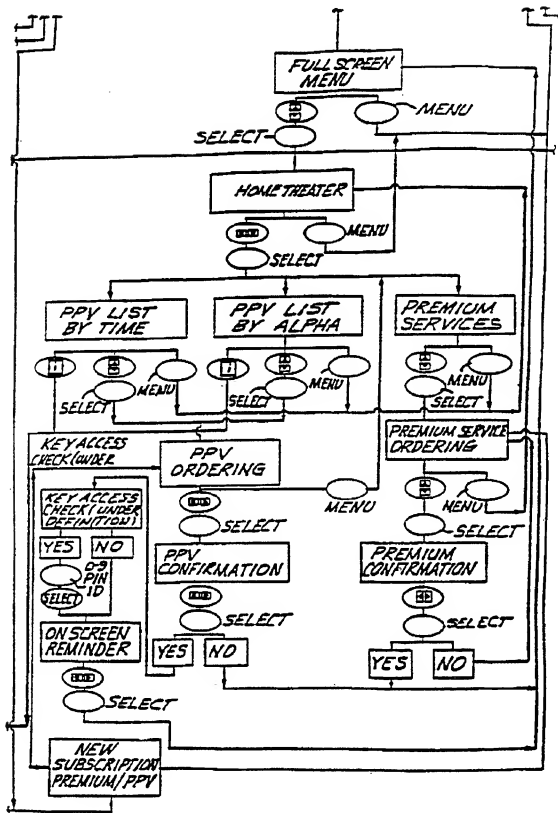 FULL SCREEN
MENU
MENU
SELECT
HOME THEATER
MENU
SELECT
PPV LIST
BY TIME
PPV LIST
BY ALPHA
PREMIUM
SERVICES
i
MENU
SELECT
i
MENU
SELECT
MENU
SELECT
KEY ACCESS
CHECK (UNDER
PPV
ORDERING
PREMIUM SERVICE
ORDERING
KEY ACCESS
CHECK (UNDER
DEFINITION)
SELECT
MENU
MENU
SELECT
YES
NO
0-9
PIN
ID
SELECT
PPV
CONFIRMATION
PREMIUM
CONFIRMATION
SELECT
SELECT
ON SCREEN
REMINDER
YES
NO
YES
NO
SELECT
NEW
SUBSCRIPTION
PREMIUM/PPV